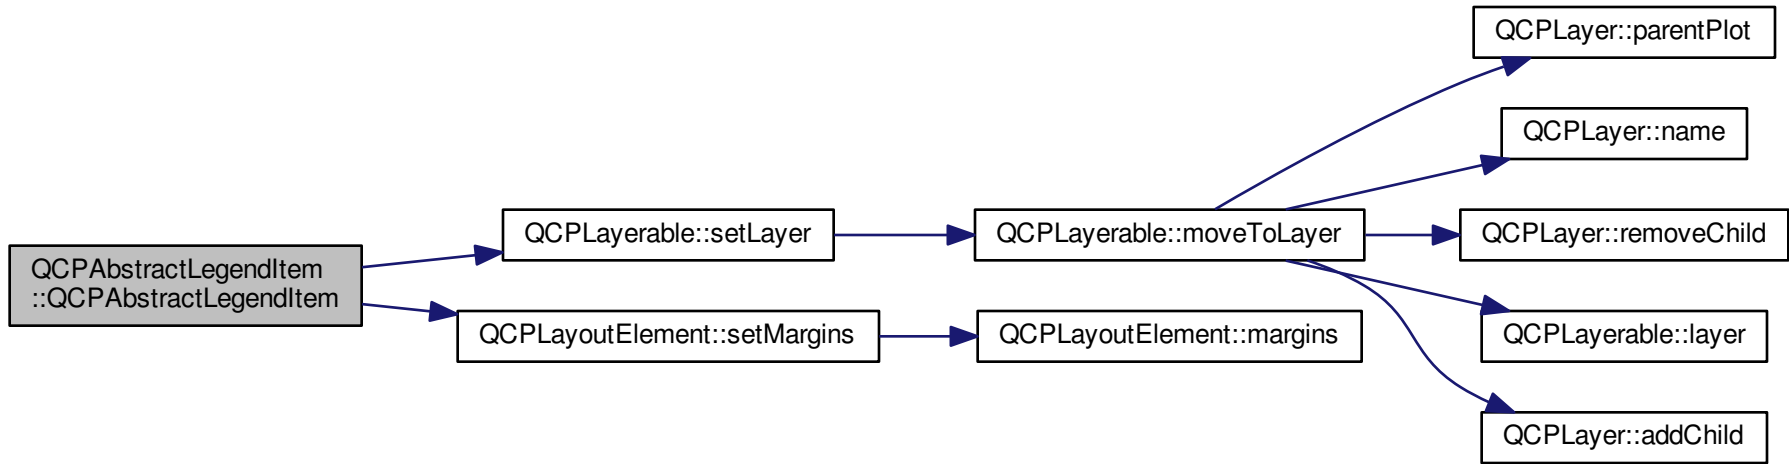 QCPAbstractLegendItem
::QCPAbstractLegendItem
QCPLayerable::setLayer
QCPLayoutElement::setMargins
QCPLayerable::moveToLayer
QCPLayoutElement::margins
QCPLayer::parentPlot
QCPLayer::name
QCPLayer::removeChild
QCPLayerable::layer
QCPLayer::addChild